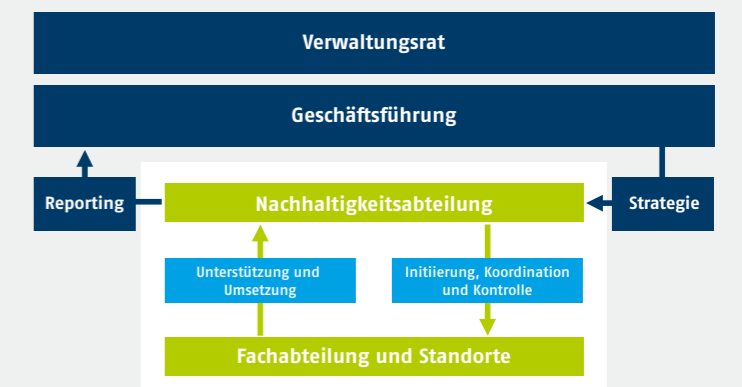 Verwaltungsrat
Geschäftsführung
Reporting
Nachhaltigkeitsabteilung
Strategie
Unterstützung und
Umsetzung
Initiierung, Koordination
und Kontrolle
Fachabteilung und Standorte